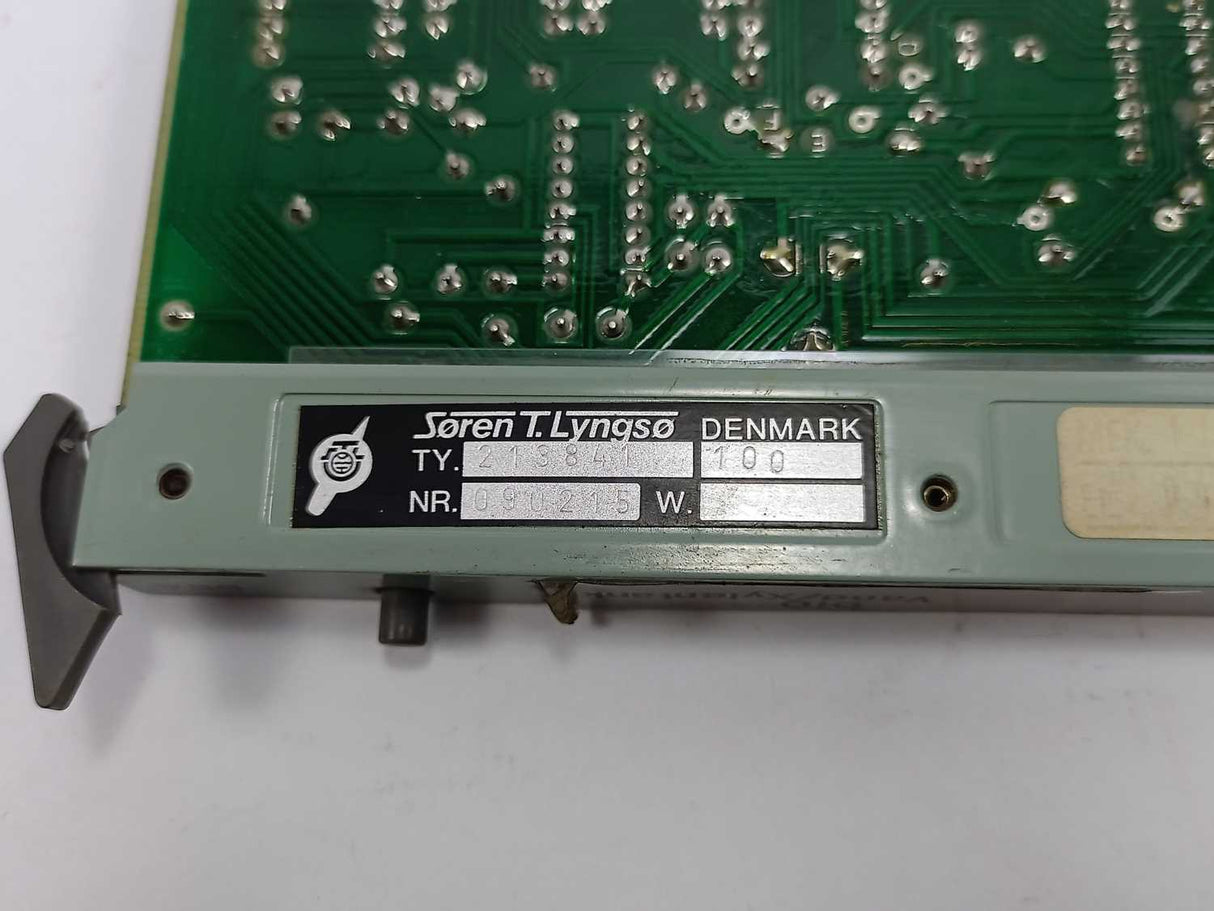 Søren T. Lyngsø DENMARK
TY. 213841 100
NR. 090215 W.